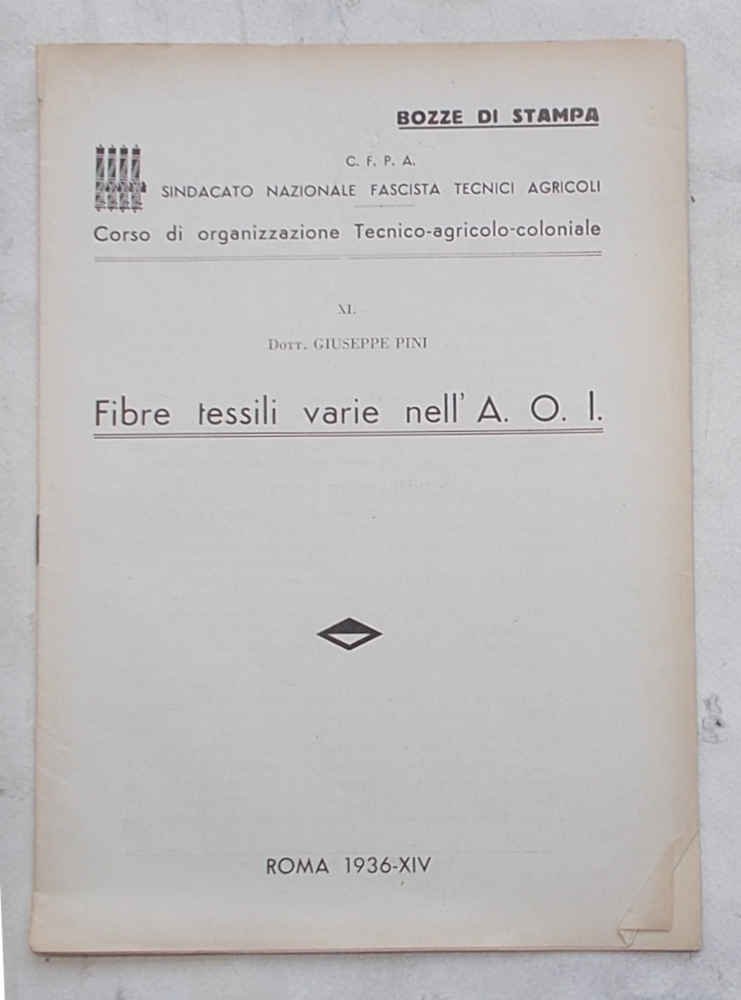 BOZZE DI STAMPA
C. F. P. A.
SINDACATO NAZIONALE FASCISTA TECNICI AGRICOLI
Corso di organizzazione Tecnico-agricolo-coloniale
XI.
Dott. GIUSEPPE PINI
Fibre tessili varie nell' A. O. I.
ROMA 1936-XIV